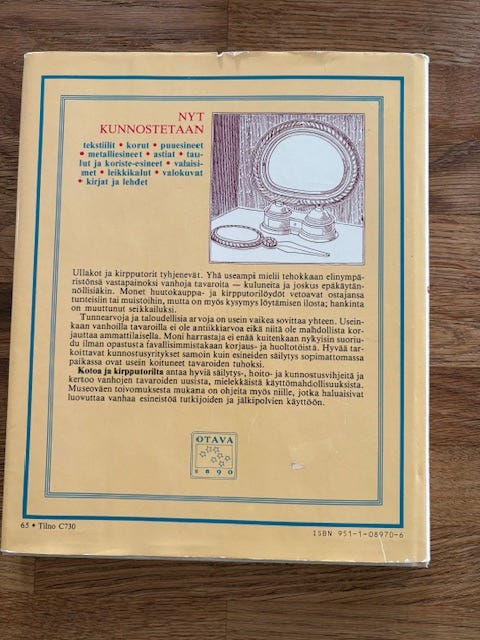 NYT
KUNNOSTETAAN
tekstiilit • korut • puuesineet
• metalliesineet • astiat • tau-
lut ja koriste-esineet • valaisi-
met • leikkikalut • valokuvat
• kirjat ja lehdet
Ullakot ja kirpputorit tyhjenevät. Yhä useampi mielii tehokkaan elinympä-
ristönsä vastapainoksi vanhoja tavaroita — kuluneita ja joskus epäkäytän-
nöllisiäkin. Monet huutokauppa- ja kirpputorilöydöt vetoavat ostajansa
tunteisiin tai muistoihin, mutta on myös kysymys löytämisen ilosta; hankinta
on muuttunut seikkailuksi.
Tunnearvoja ja taloudellisia arvoja on usein vaikea sovittaa yhteen. Usein-
kaan vanhoilla tavaroilla ei ole antiikkiarvoa eikä niitä ole mahdollista kor-
jauttaa ammattilaisella. Moni harrastaja ei enää kuitenkaan nykyisin suoriu-
du ilman opastusta tavallisimmistakaan korjaus- ja huoltotöistä. Hyvää tar-
koittavat kunnostusyritykset samoin kuin esineiden säilytys sopimattomassa
paikassa ovat usein koituneet tavaroiden tuhoksi.
Kotoa ja kirpputorilta antaa hyviä säilytys-, hoito- ja kunnostusvihjeitä ja
kertoo vanhojen tavaroiden uusista, mielekkäistä käyttömahdollisuuksista.
Museoväen toivomuksesta mukana on ohjeita myös niille, jotka haluaisivat
luovuttaa vanhaa esineistöä tutkijoiden ja jälkipolvien käyttöön.
OTAVA
1890
65 • Tilno C730
ISBN 951-1-08970-6